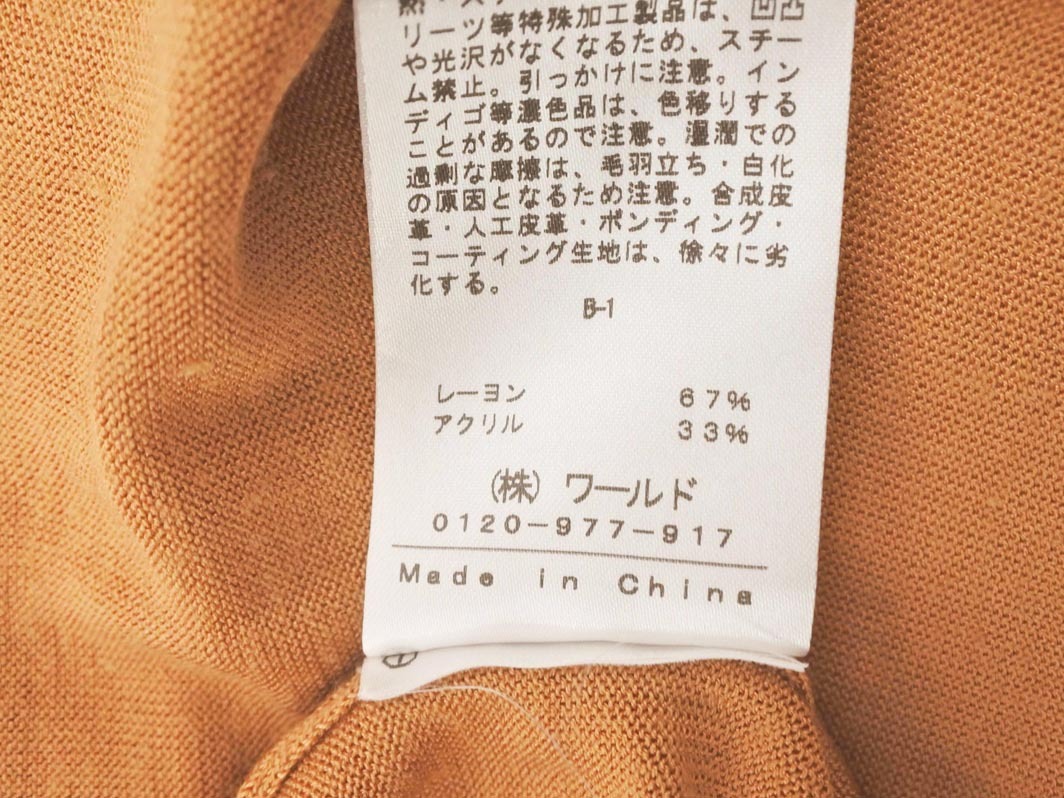 リーツ等特殊加工製品は、凹凸
や光沢がなくなるため、スチー
ム禁止。引っかけに注意。イン
ディゴ等濃色品は、色移りする
ことがあるので注意。湿潤での
過剰な摩擦は、毛羽立ち・白化
の原因となるため注意。合成皮
革・人工皮革・ボンディング・
コーティング生地は、徐々に劣
化する。
B-1
レーヨン 67%
アクリル 33%
(株)ワールド
0120-977-917
Made in China